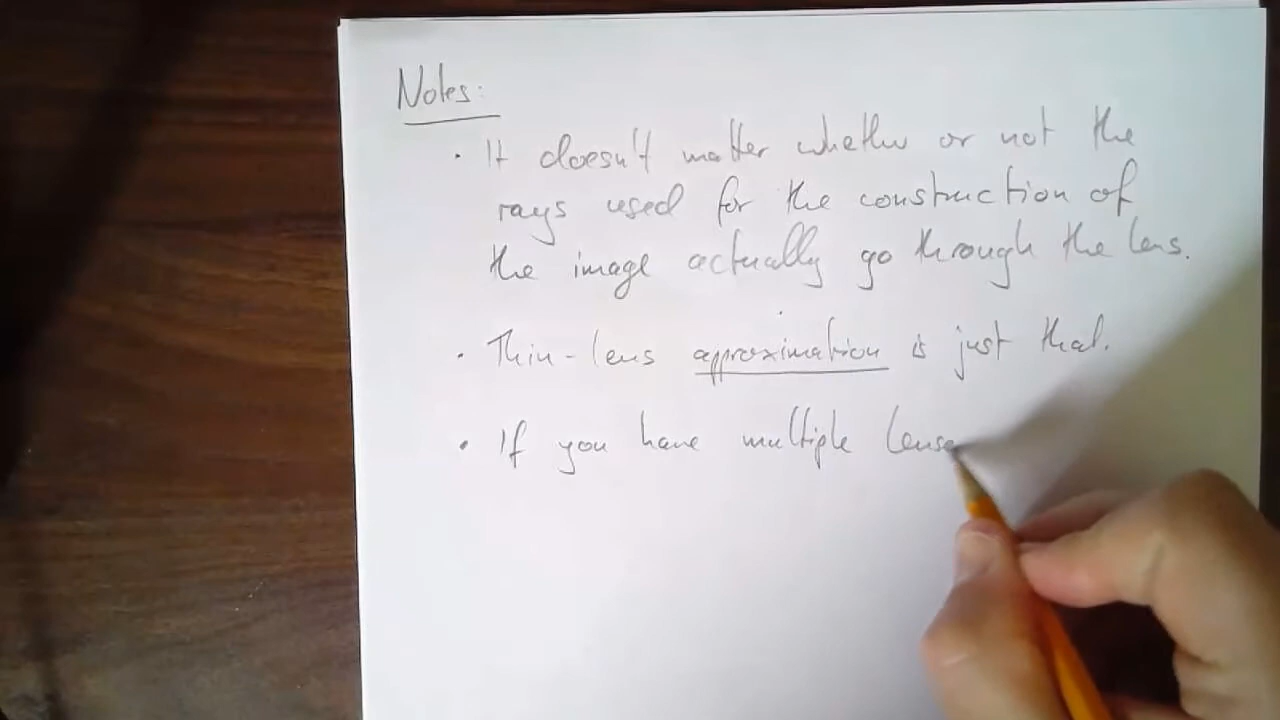 Notes:
· It doesn't matter whether or not the
rays used for the construction of
the image actually go through the lens.
· Thin-lens approximation is just that.
· If you have multiple lense